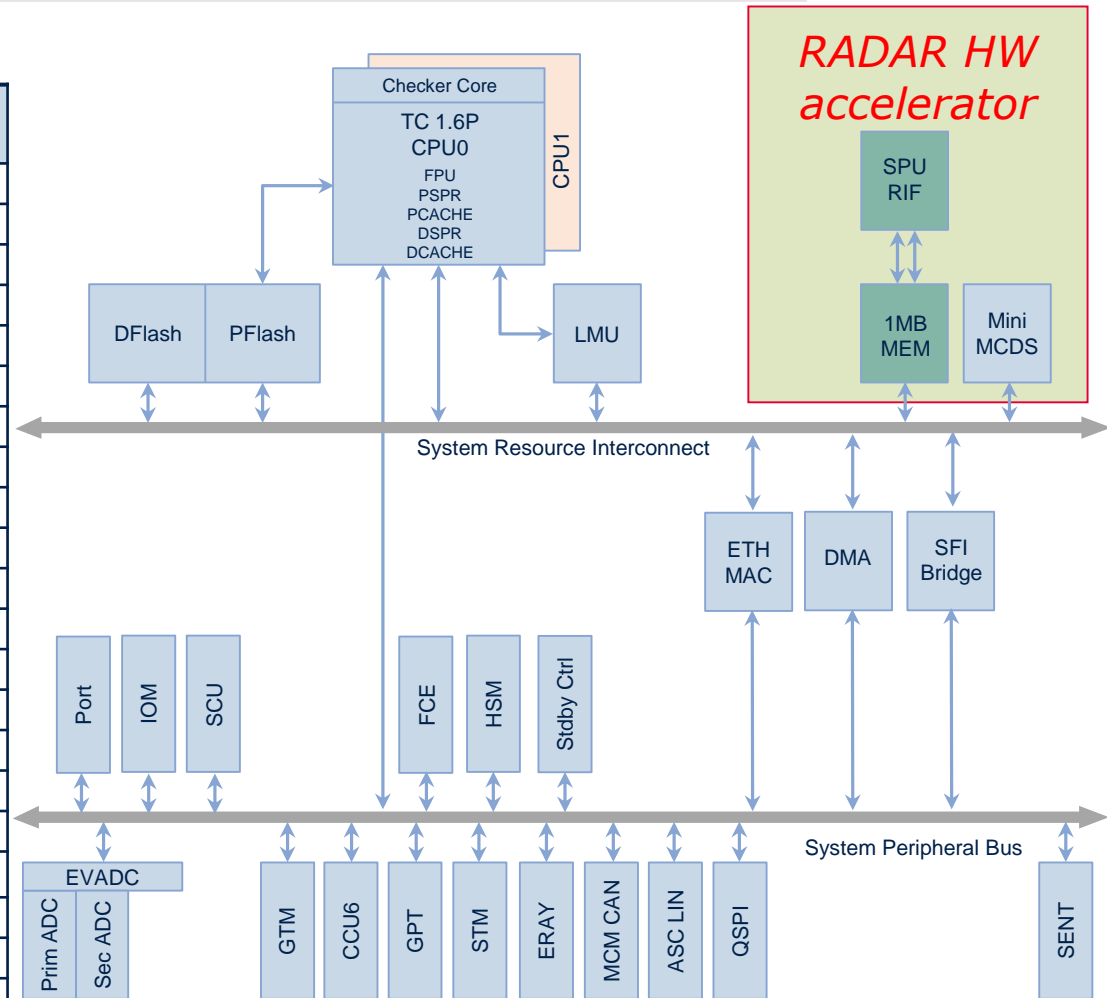 RADAR HW
accelerator
Checker Core
TC 1.6P
CPU0
FPU
PSPR
PCACHE
DSPR
DCACHE
CPU1
SPU
RIF
DFlash
PFlash
LMU
1MB
MEM
Mini
MCDS
System Resource Interconnect
ETH
MAC
DMA
SFI
Bridge
Port
IOM
SCU
FCE
HSM
Stdby Ctrl
System Peripheral Bus
EVADC
Prim ADC
Sec ADC
GTM
CCU6
GPT
STM
ERAY
MCM CAN
ASC LIN
QSPI
SENT